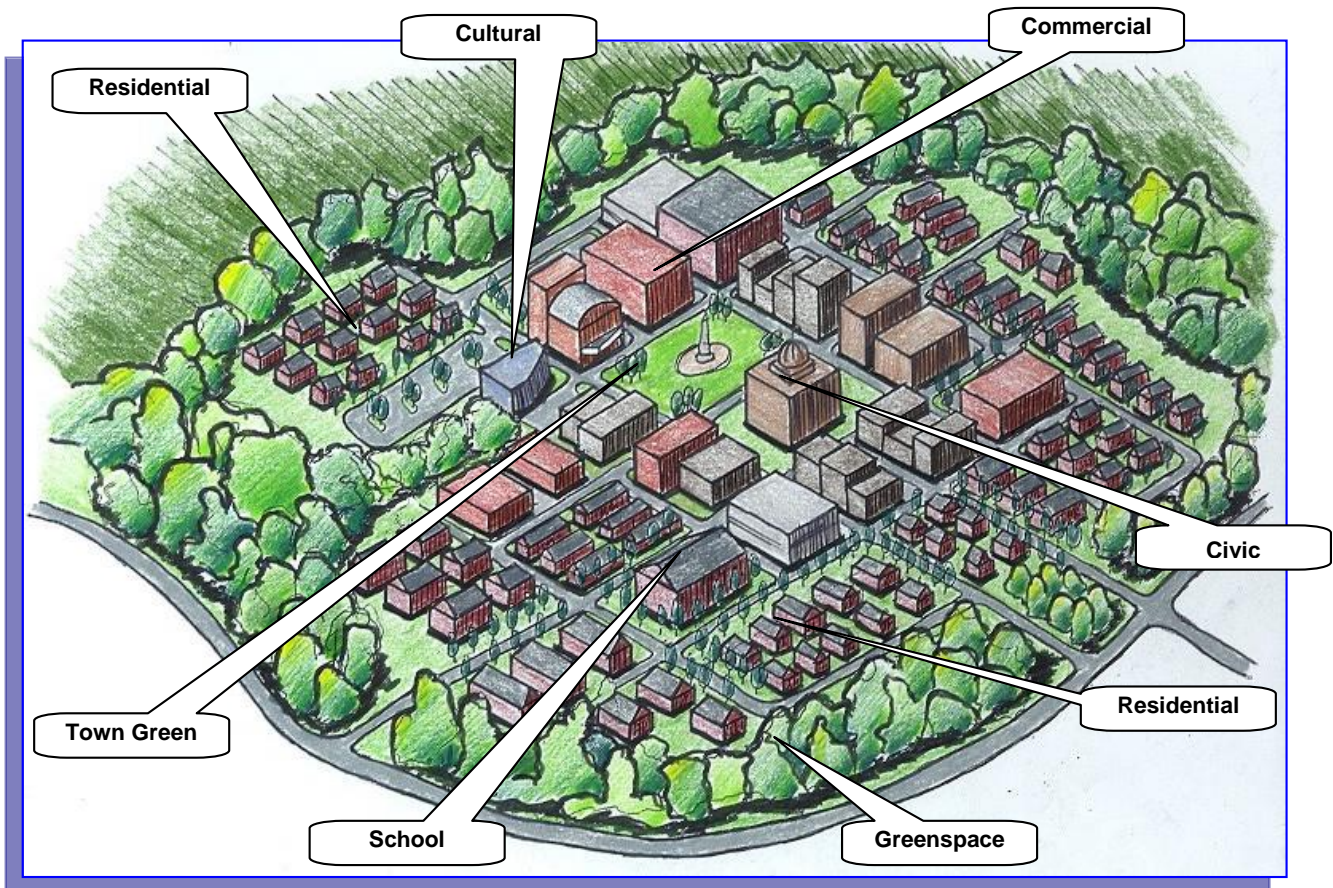 Cultural
Commercial
Residential
Civic
Residential
Town Green
School
Greenspace